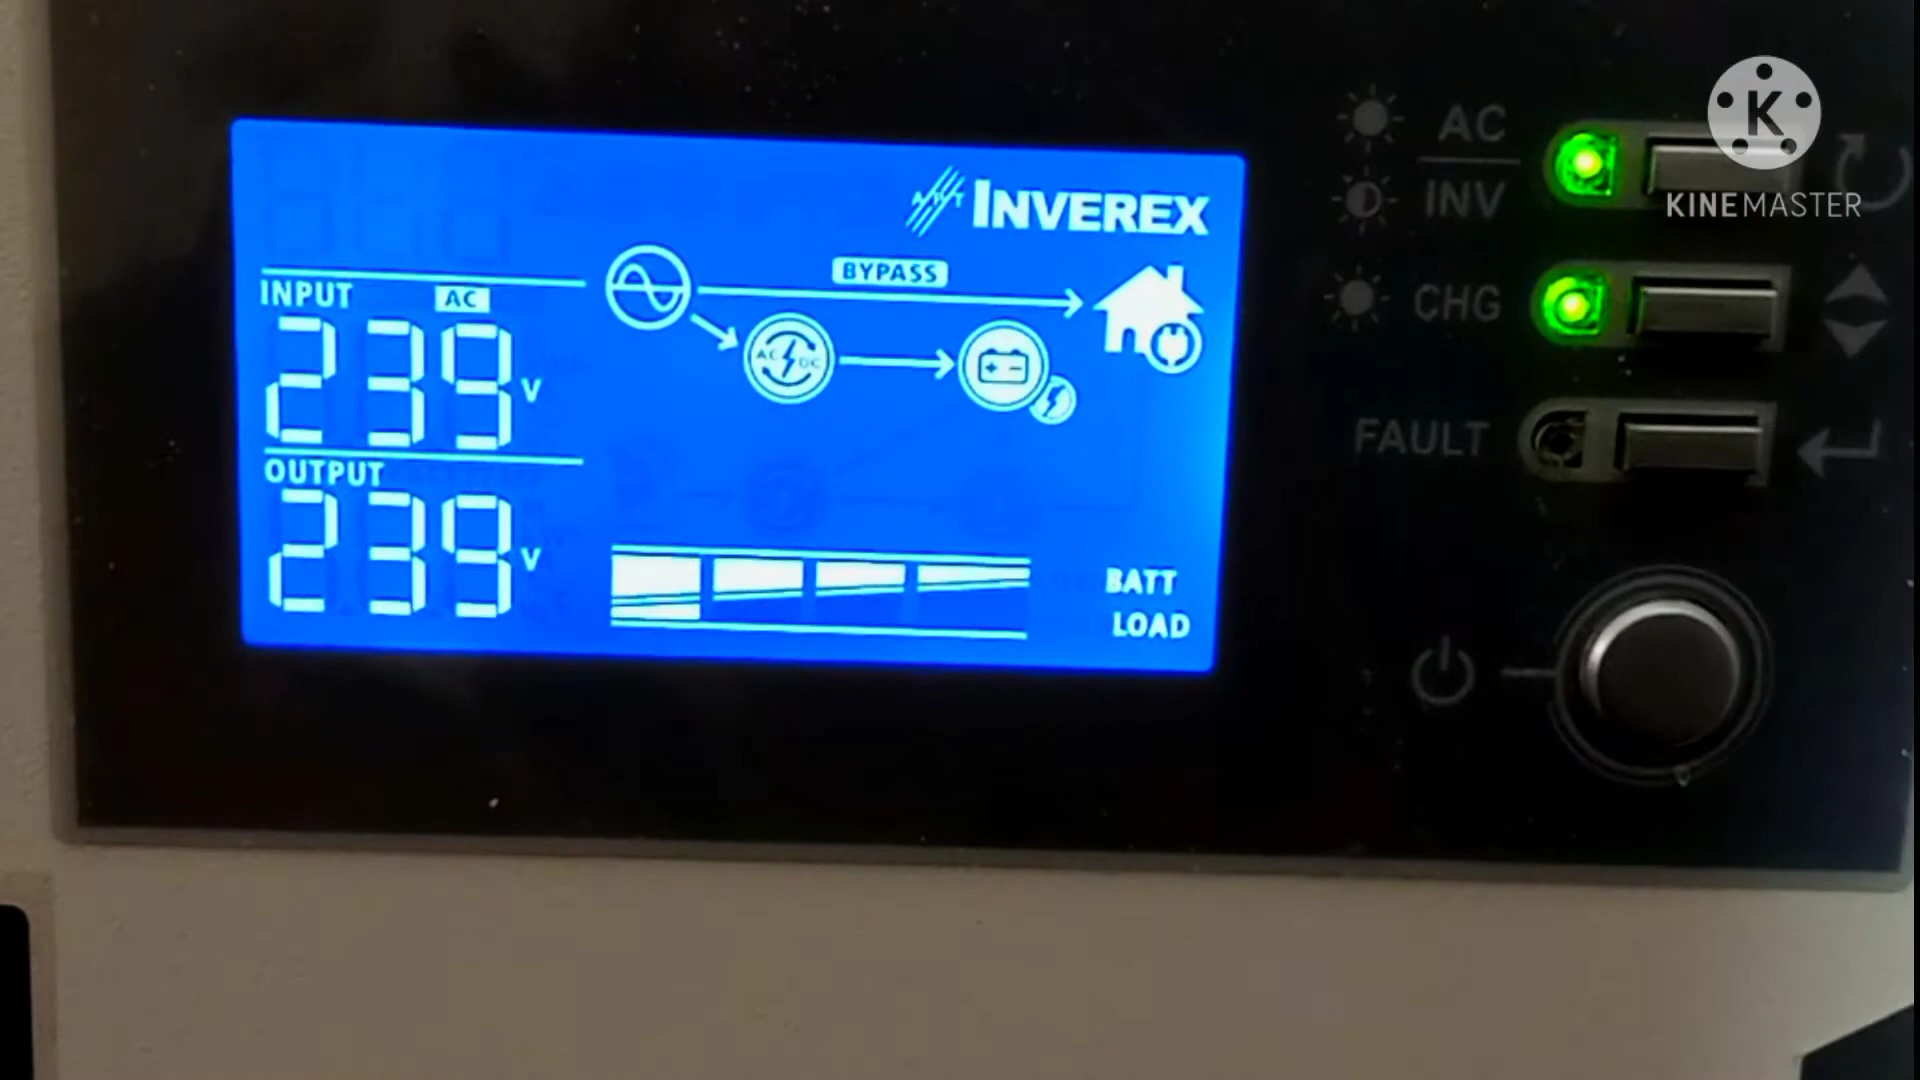 INVEREX
BYPASS
INPUT AC
239 V
AC DC
OUTPUT
239 V
BATT
LOAD
AC
INV
CHG
FAULT
K
KINEMASTER